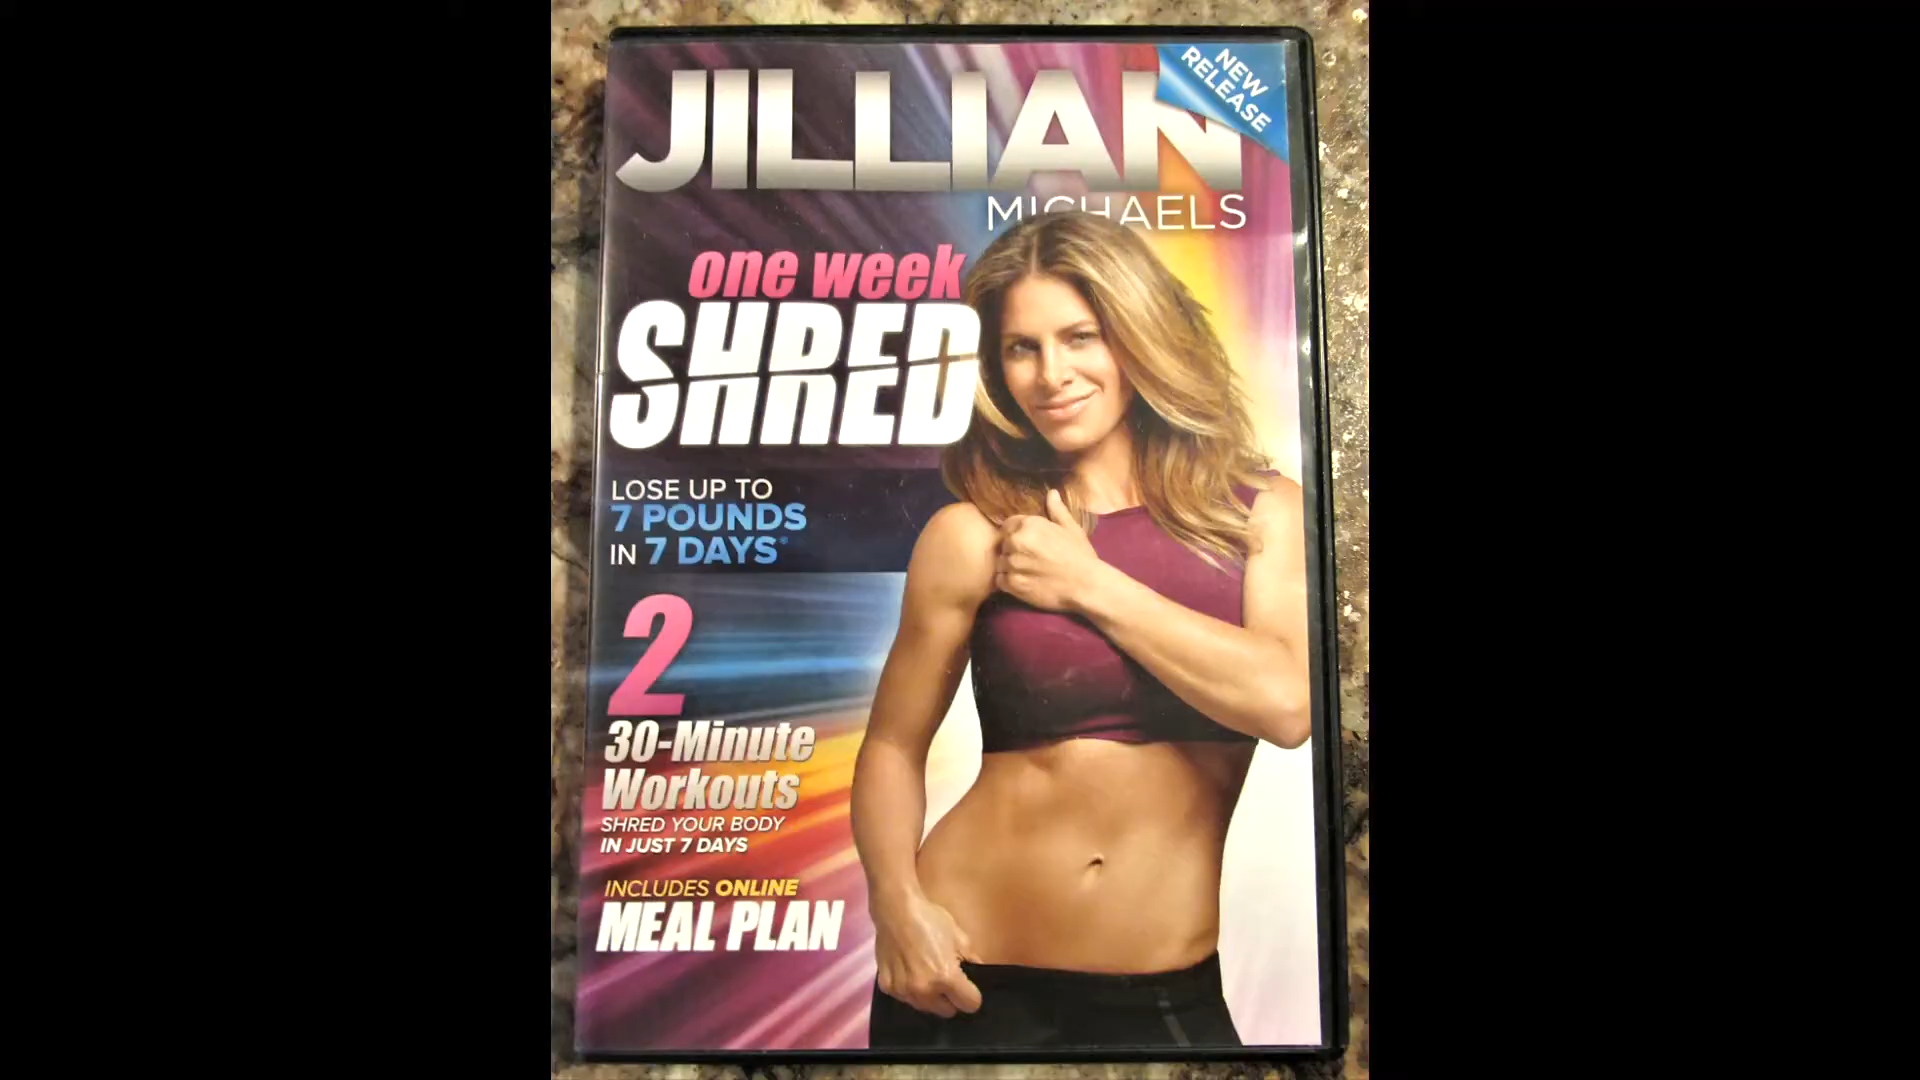 JILLIAN
MICHAELS
NEW
RELEASE
one week
SHRED
LOSE UP TO
7 POUNDS
IN 7 DAYS*
2
30-Minute
Workouts
SHRED YOUR BODY
IN JUST 7 DAYS
INCLUDES ONLINE
MEAL PLAN